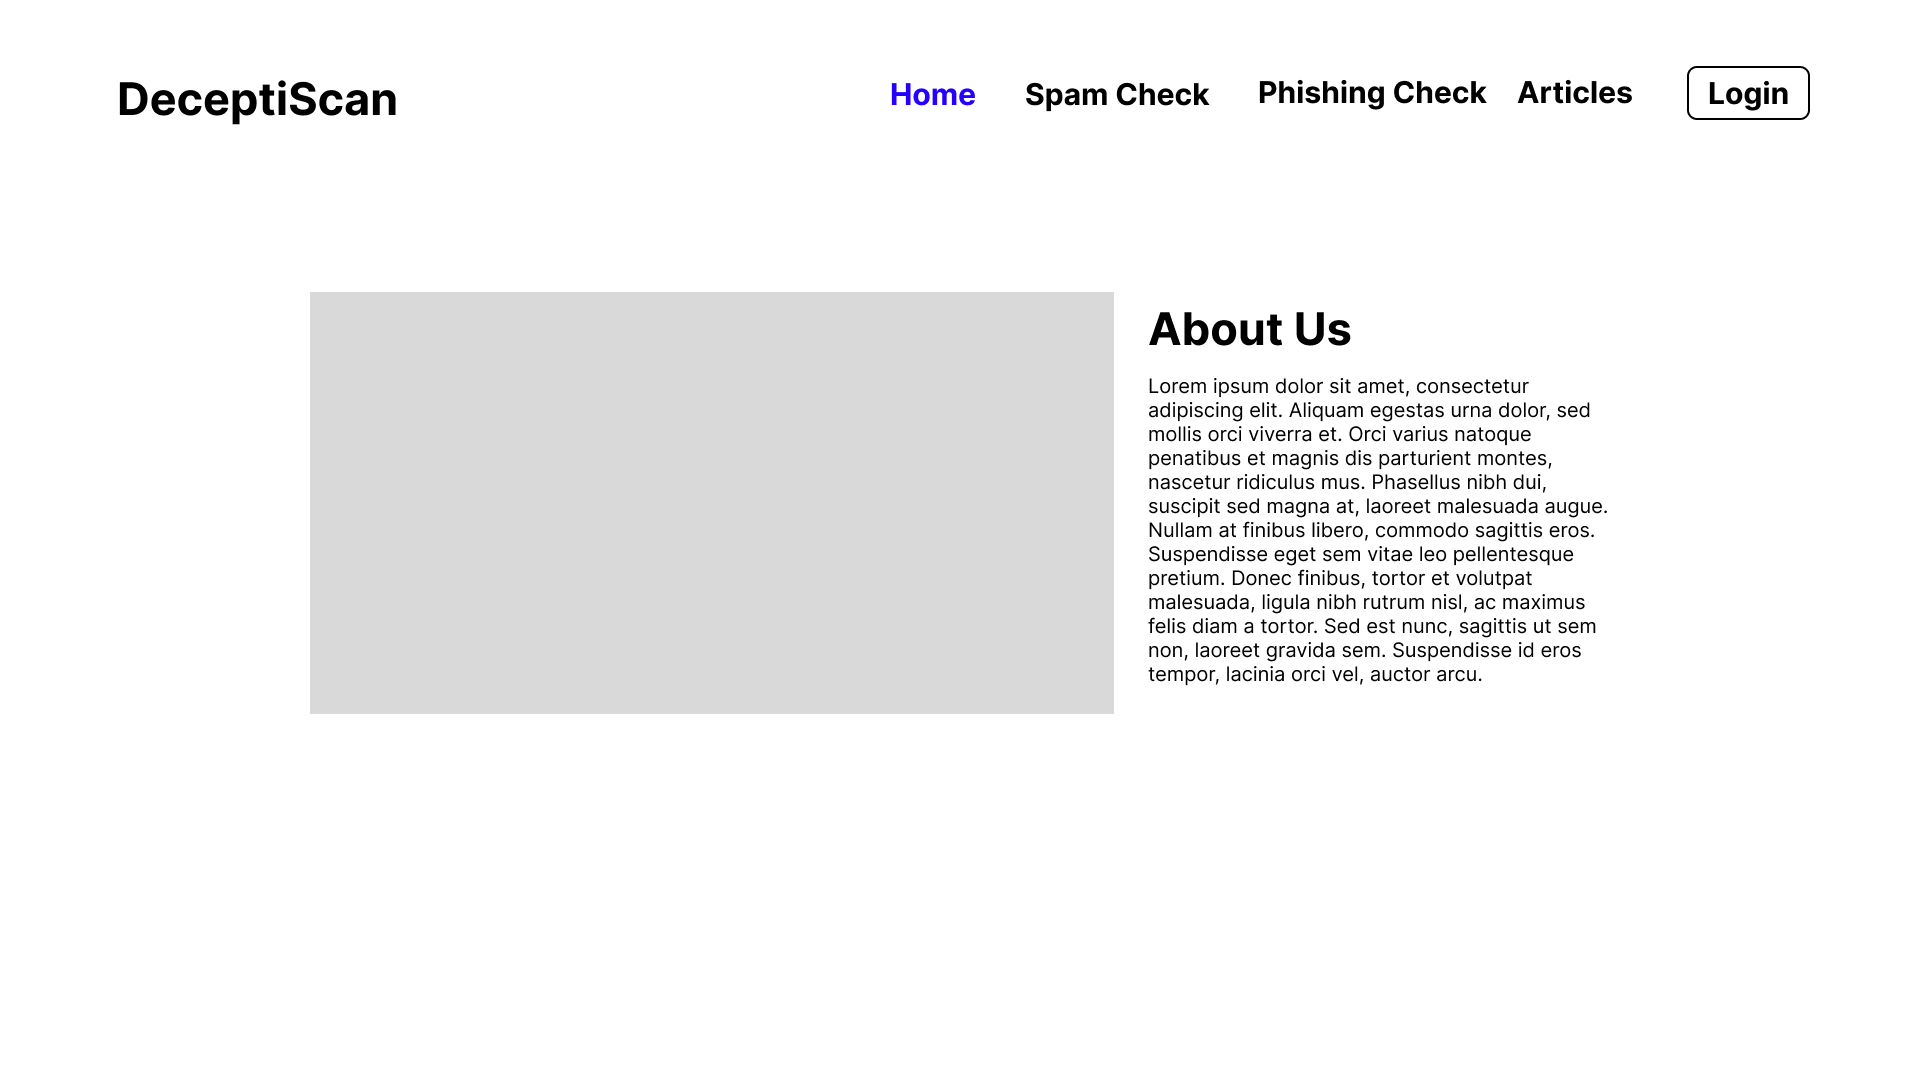 DeceptiScan
Home
Spam Check
Phishing Check
Articles
Login
About Us
Lorem ipsum dolor sit amet, consectetur
adipiscing elit. Aliquam egestas urna dolor, sed
mollis orci viverra et. Orci varius natoque
penatibus et magnis dis parturient montes,
nascetur ridiculus mus. Phasellus nibh dui,
suscipit sed magna at, laoreet malesuada augue.
Nullam at finibus libero, commodo sagittis eros.
Suspendisse eget sem vitae leo pellentesque
pretium. Donec finibus, tortor et volutpat
malesuada, ligula nibh rutrum nisl, ac maximus
felis diam a tortor. Sed est nunc, sagittis ut sem
non, laoreet gravida sem. Suspendisse id eros
tempor, lacinia orci vel, auctor arcu.